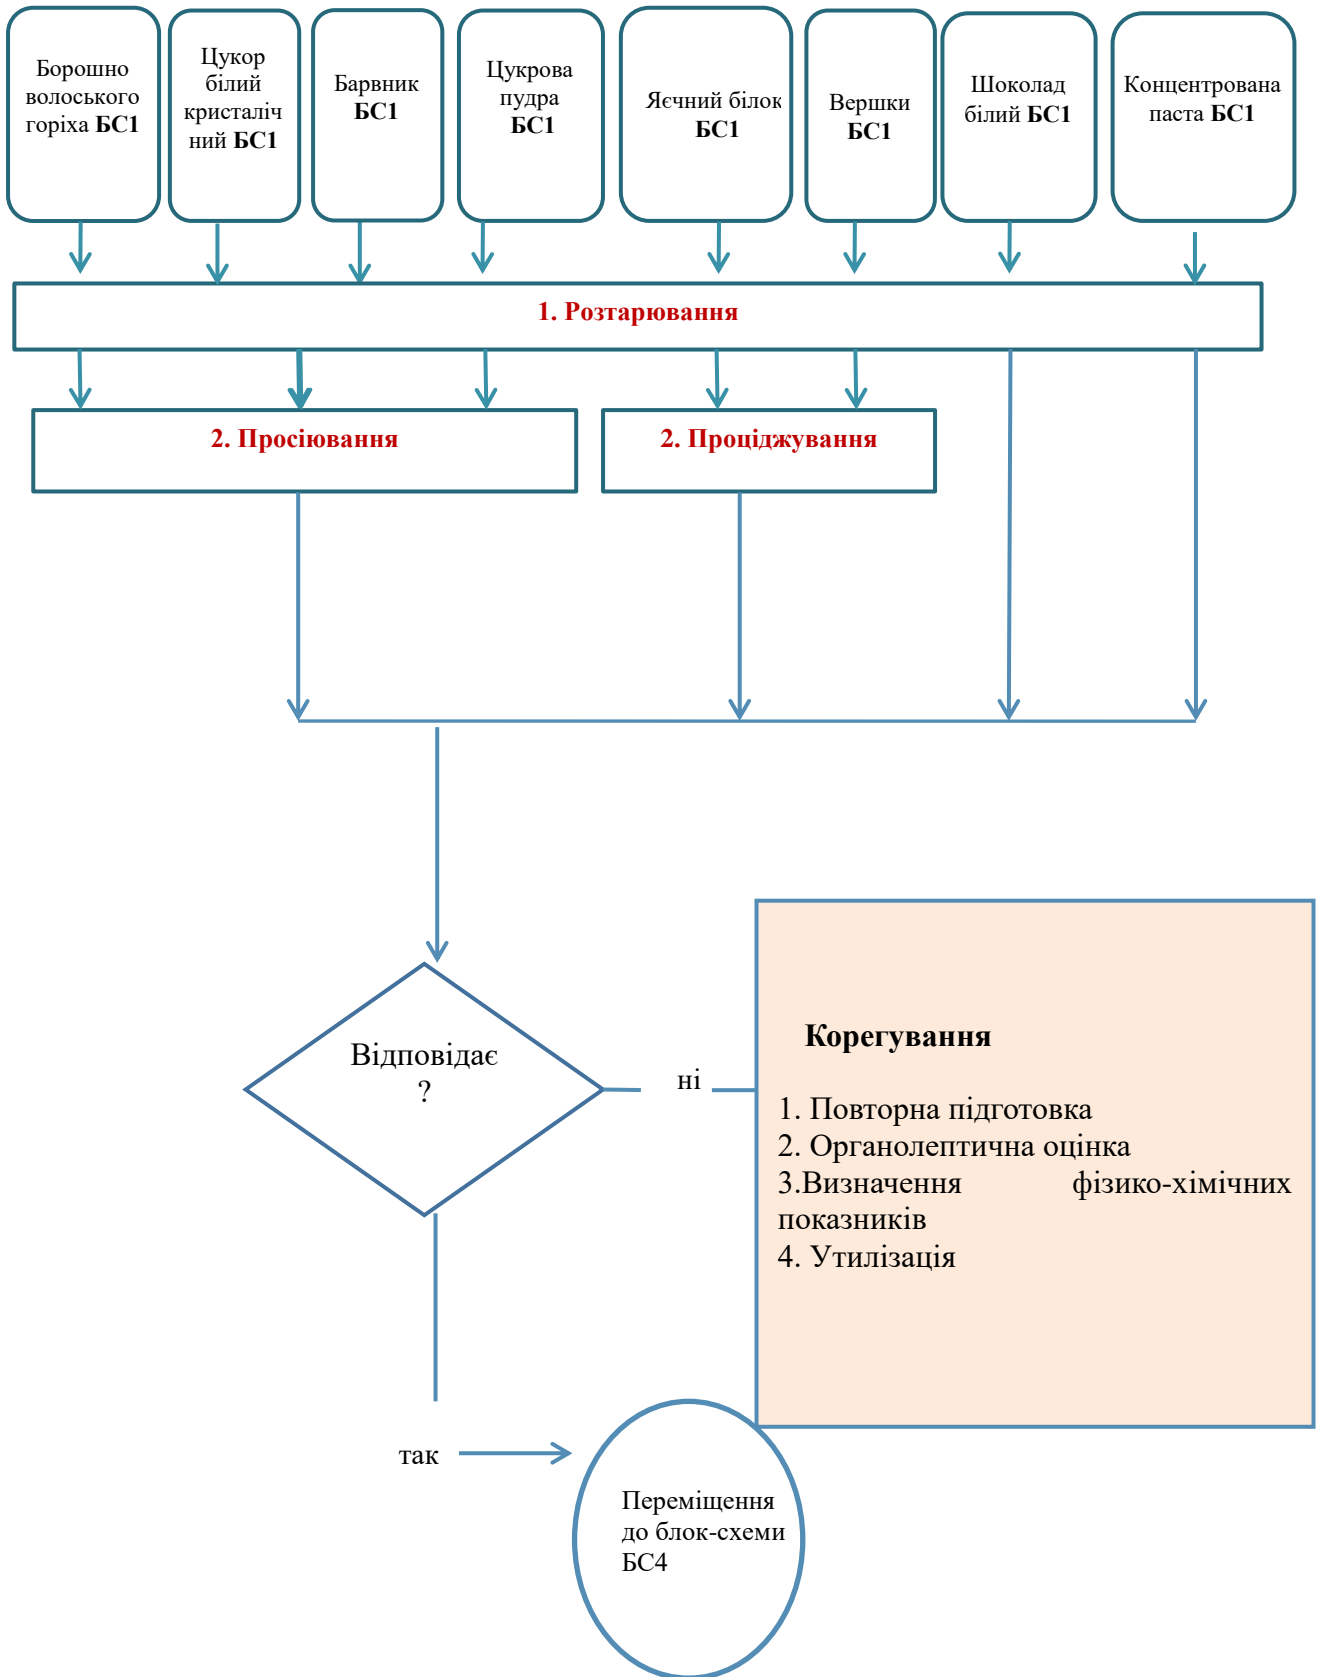 Борошно
волоського
горіха БС1
Цукор
білий
кристаліч
ний БС1
Барвник
БС1
Цукрова
пудра
БС1
Яєчний білок
БС1
Вершки
БС1
Шоколад
білий БС1
Концентрована
паста БС1
1. Розтарювання
2. Просіювання
2. Проціджування
Відповідає
?
ні
Корегування
1. Повторна підготовка
2. Органолептична оцінка
3.Визначення фізико-хімічних
показників
4. Утилізація
так
Переміщення
до блок-схеми
БС4